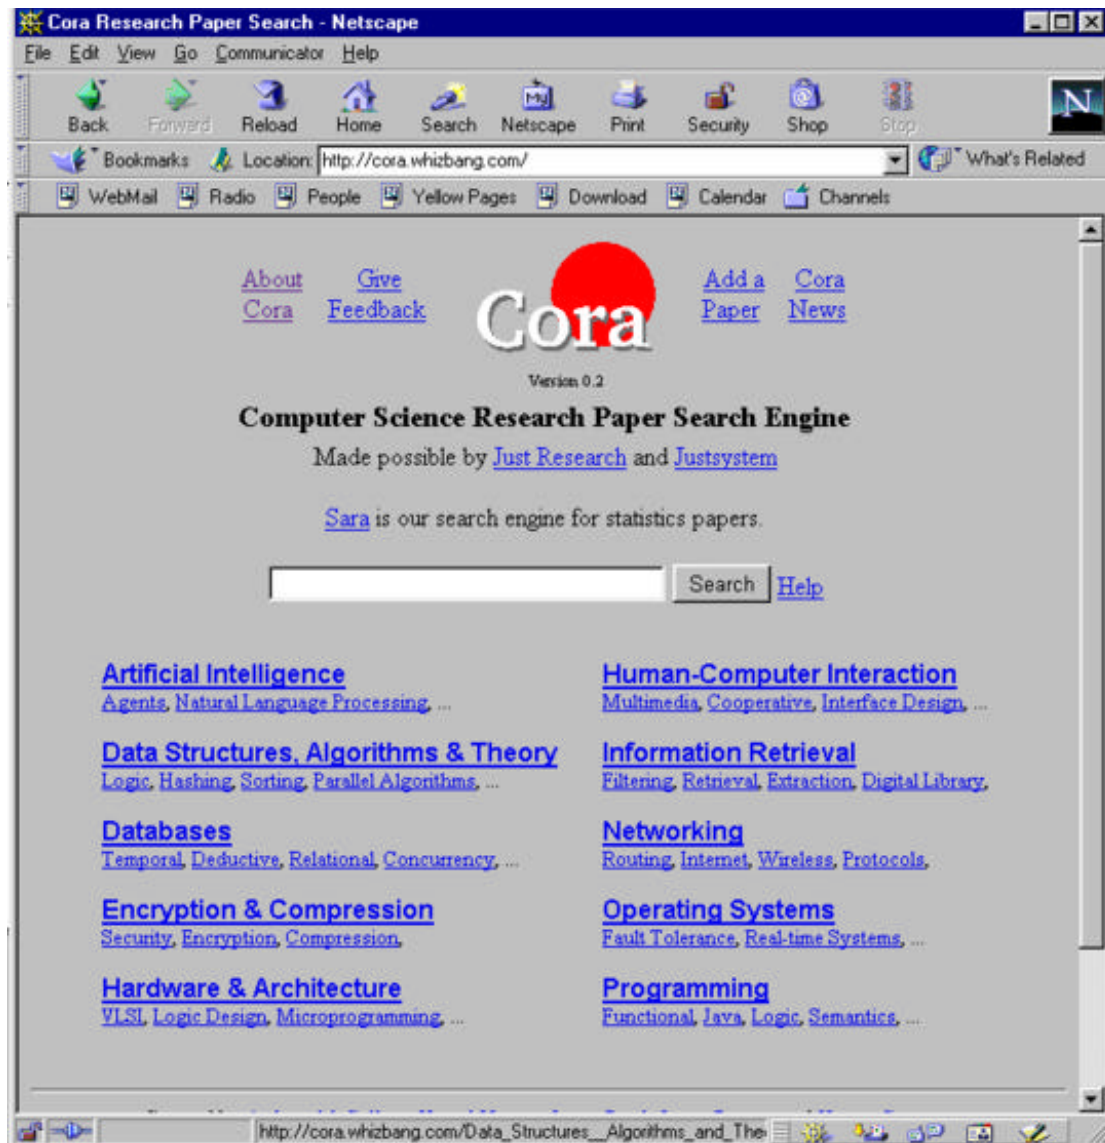 Cora Research Paper Search - Netscape
File Edit View Go Communicator Help
Back Forward Reload Home Search Netscape Print Security Shop Stop
Bookmarks Location: http://cora.whizbang.com/ What's Related
WebMail Radio People Yellow Pages Download Calendar Channels
About Cora
Give Feedback
Cora
Add a Paper
Cora News
Version 0.2
Computer Science Research Paper Search Engine
Made possible by Just Research and Justsystem
Sara is our search engine for statistics papers.
Search Help
Artificial Intelligence
Agents, Natural Language Processing, ...
Human-Computer Interaction
Multimedia, Cooperative, Interface Design, ...
Data Structures, Algorithms & Theory
Logic, Hashing, Sorting, Parallel Algorithms, ...
Information Retrieval
Filtering, Retrieval, Extraction, Digital Library,
Databases
Temporal, Deductive, Relational, Concurrency, ...
Networking
Routing, Internet, Wireless, Protocols,
Encryption & Compression
Security, Encryption, Compression,
Operating Systems
Fault Tolerance, Real-time Systems, ...
Hardware & Architecture
VLSI, Logic Design, Microprogramming, ...
Programming
Functional, Java, Logic, Semantics, ...
http://cora.whizbang.com/Data_Structures__Algorithms_and_The